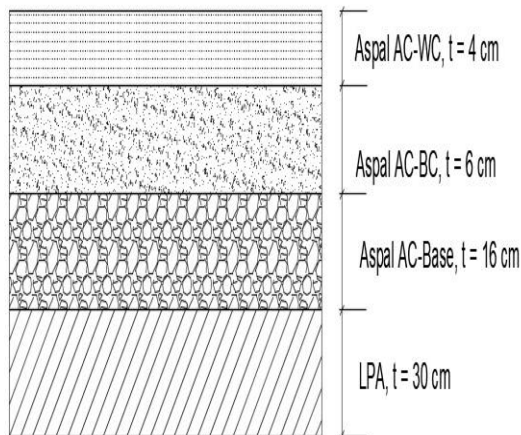 Aspal AC-WC, t = 4 cm
Aspal AC-BC, t = 6 cm
Aspal AC-Base, t = 16 cm
LPA, t = 30 cm